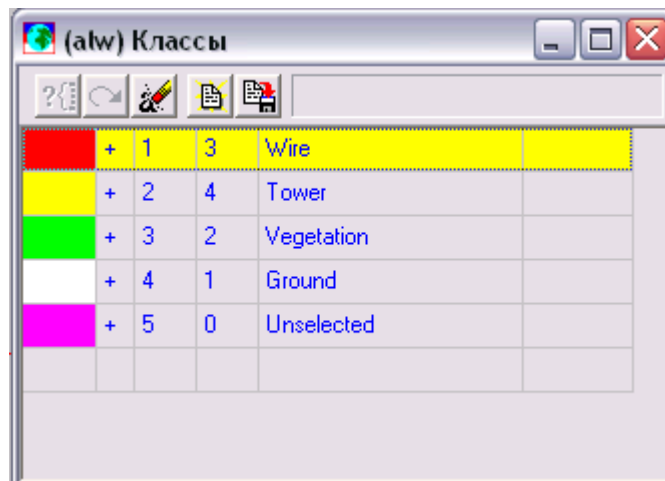 (alw) Классы
?{
+ 1 3 Wire
+ 2 4 Tower
+ 3 2 Vegetation
+ 4 1 Ground
+ 5 0 Unselected